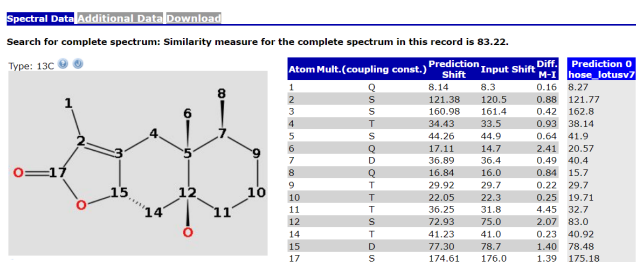 Spectral Data Additional Data Download
Search for complete spectrum: Similarity measure for the complete spectrum in this record is 83.22.
Type: 13C
1
8
6
2
3
4
5
7
9
O 17
O
15
14
12
11
10
O
Atom Mult.(coupling const.) Prediction Shift Input Shift Diff. M-I Prediction 0 hose_lotusv7
1 Q 8.14 8.3 0.16 8.27
2 S 121.38 120.5 0.88 121.77
3 S 160.98 161.4 0.42 162.8
4 T 34.43 33.5 0.93 38.14
5 S 44.26 44.9 0.64 41.9
6 Q 17.11 14.7 2.41 20.57
7 D 36.89 36.4 0.49 40.4
8 Q 16.84 16.0 0.84 15.7
9 T 29.92 29.7 0.22 29.7
10 T 22.05 22.3 0.25 19.71
11 T 36.25 31.8 4.45 32.7
12 S 72.93 75.0 2.07 83.0
14 T 41.23 41.0 0.23 40.92
15 D 77.30 78.7 1.40 78.48
17 S 174.61 176.0 1.39 175.18